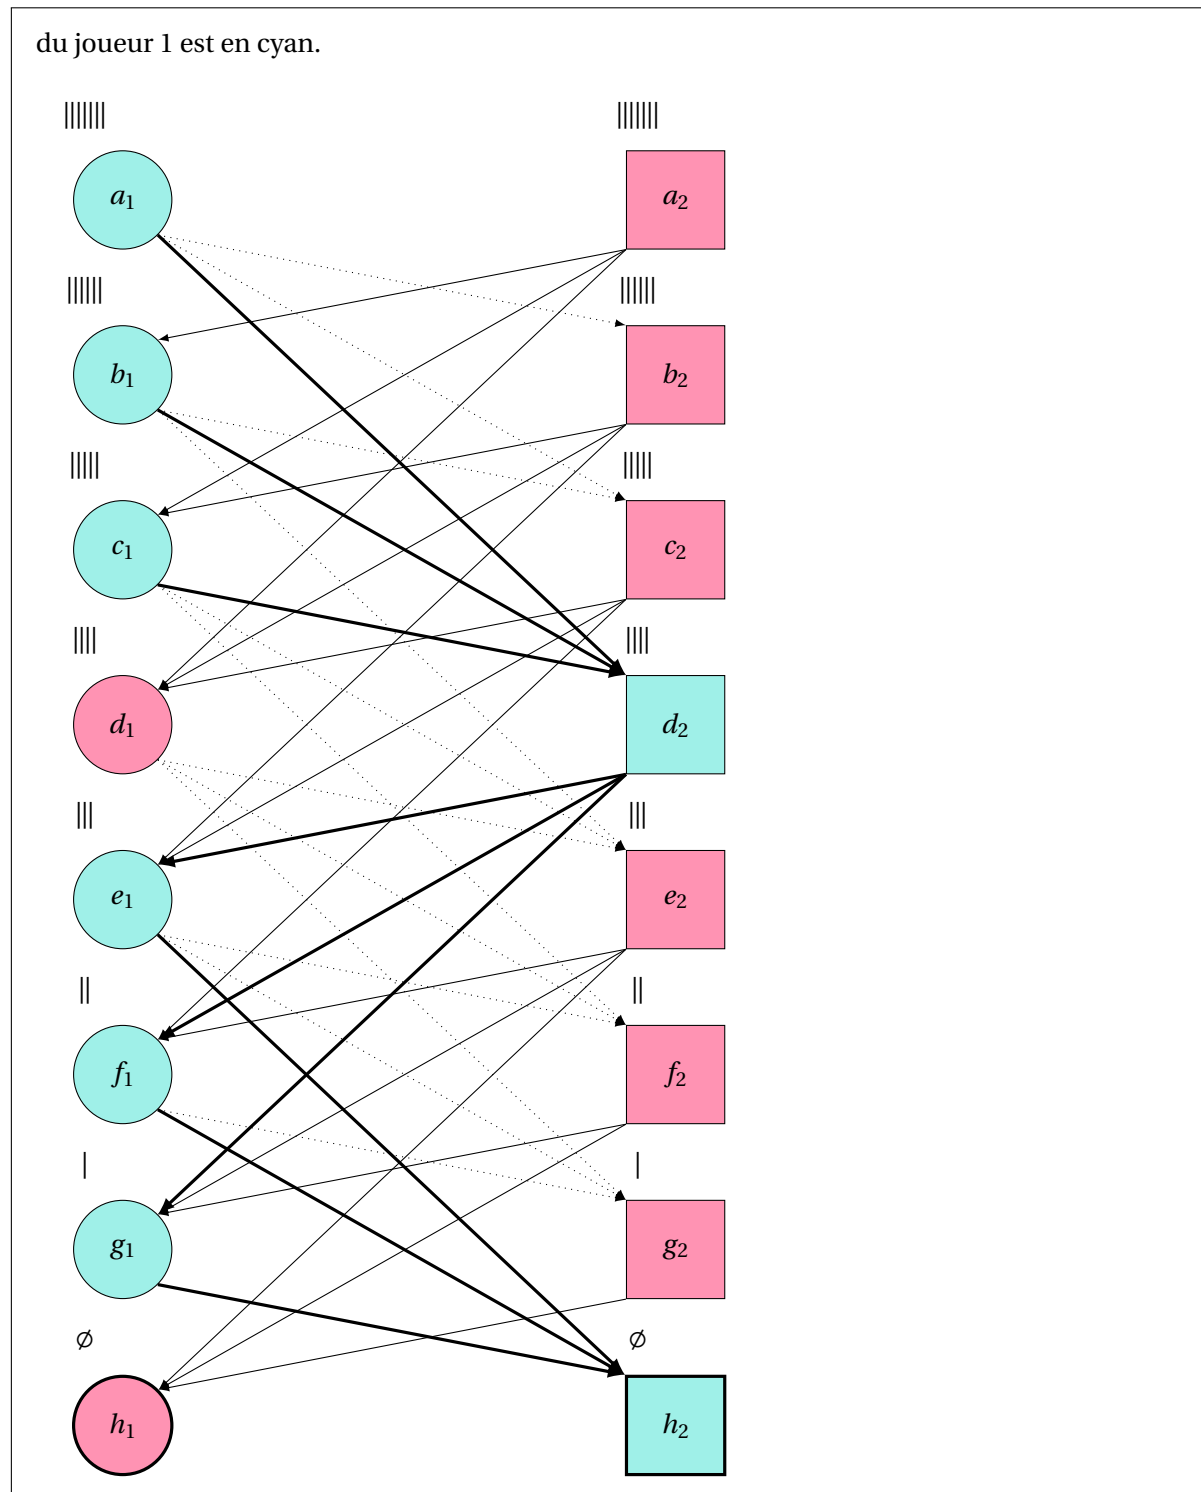 du joueur 1 est en cyan.
||||||| |||||||
a₁ a₂
|||||| ||||||
b₁ b₂
||||| |||||
c₁ c₂
|||| ||||
d₁ d₂
||| |||
e₁ e₂
|| ||
f₁ f₂
| |
g₁ g₂
∅ ∅
h₁ h₂